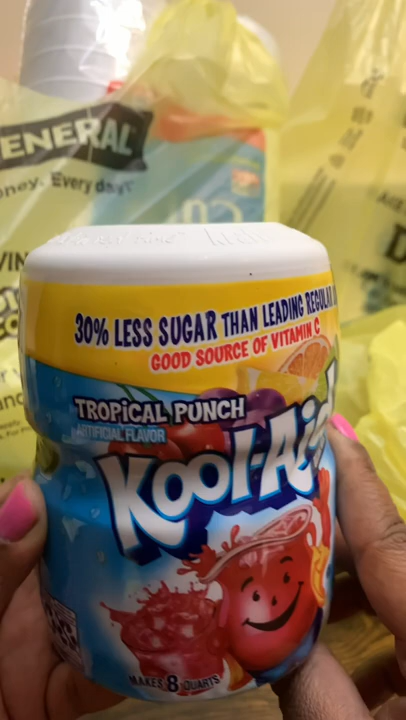 ENERAL
oney. Every day!
30% LESS SUGAR THAN LEADING REGULAR
GOOD SOURCE OF VITAMIN C
TROPICAL PUNCH
ARTIFICIAL FLAVOR
KOOL-Aid
MAKES 8 QUARTS